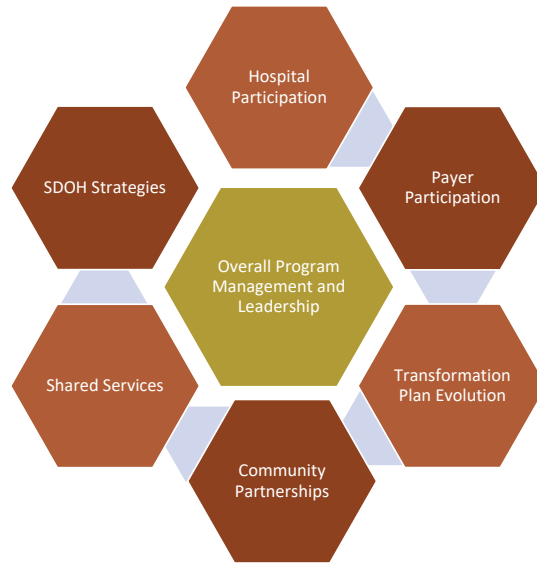 Hospital
Participation
Payer
Participation
Transformation
Plan Evolution
Community
Partnerships
Shared Services
SDOH Strategies
Overall Program
Management and
Leadership